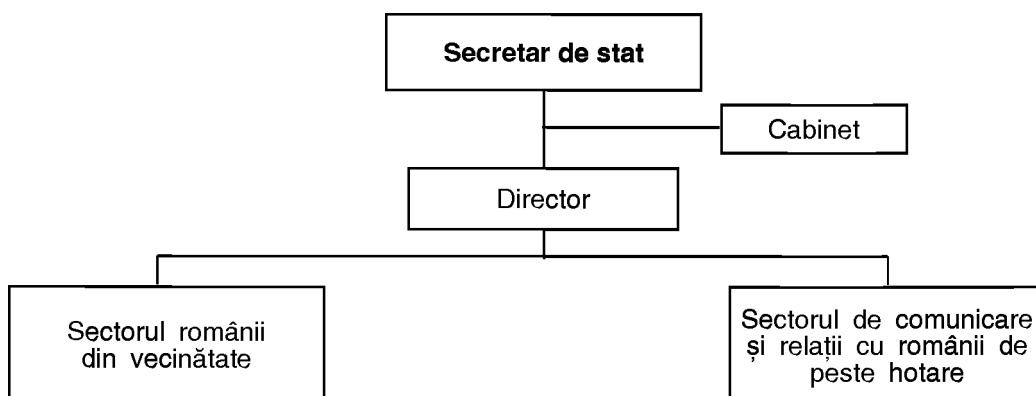 Secretar de stat
Cabinet
Director
Sectorul românii
din vecinătate
Sectorul de comunicare
și relații cu românii de
peste hotare